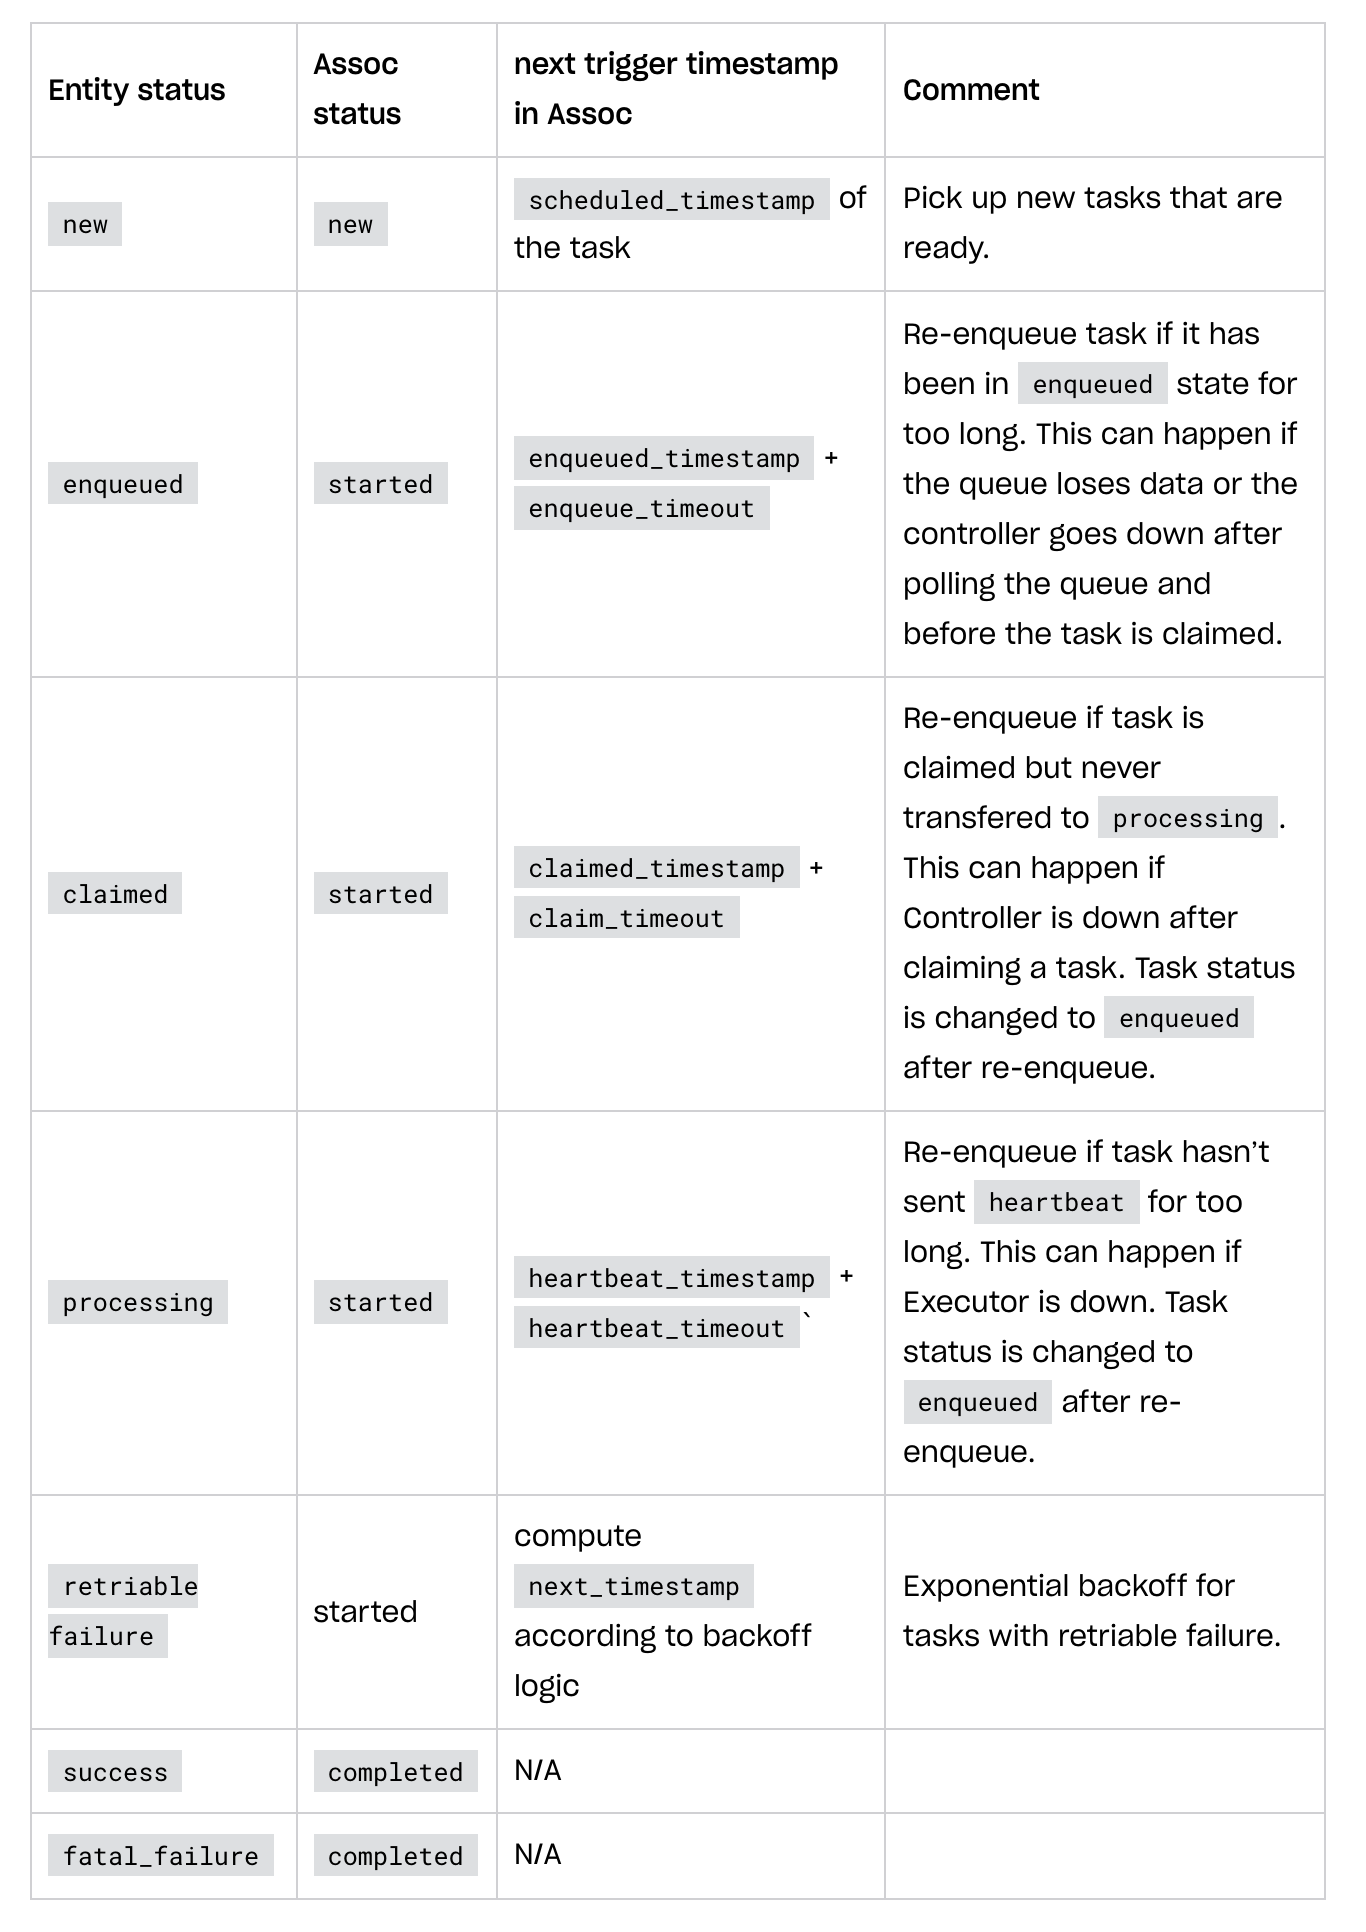 Entity status
Assoc
status
next trigger timestamp
in Assoc
Comment
new
new
scheduled_timestamp of
the task
Pick up new tasks that are
ready.
enqueued
started
enqueued_timestamp +
enqueue_timeout
Re-enqueue task if it has
been in enqueued state for
too long. This can happen if
the queue loses data or the
controller goes down after
polling the queue and
before the task is claimed.
claimed
started
claimed_timestamp +
claim_timeout
Re-enqueue if task is
claimed but never
transfered to processing.
This can happen if
Controller is down after
claiming a task. Task status
is changed to enqueued
after re-enqueue.
processing
started
heartbeat_timestamp +
heartbeat_timeout`
Re-enqueue if task hasn’t
sent heartbeat for too
long. This can happen if
Executor is down. Task
status is changed to
enqueued after re-
enqueue.
retriable
failure
started
compute
next_timestamp
according to backoff
logic
Exponential backoff for
tasks with retriable failure.
success
completed
N/A
fatal_failure
completed
N/A